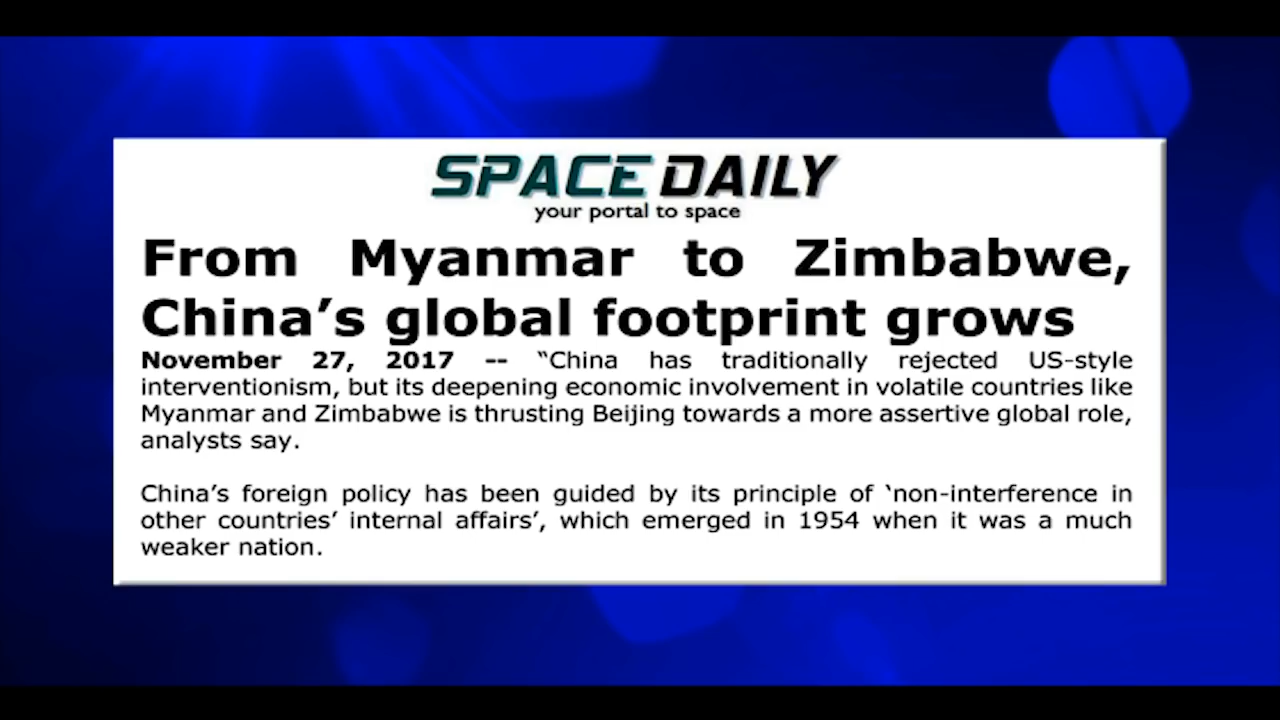 SPACE DAILY
your portal to space
From Myanmar to Zimbabwe,
China’s global footprint grows
November 27, 2017 -- “China has traditionally rejected US-style
interventionism, but its deepening economic involvement in volatile countries like
Myanmar and Zimbabwe is thrusting Beijing towards a more assertive global role,
analysts say.
China’s foreign policy has been guided by its principle of ‘non-interference in
other countries’ internal affairs’, which emerged in 1954 when it was a much
weaker nation.